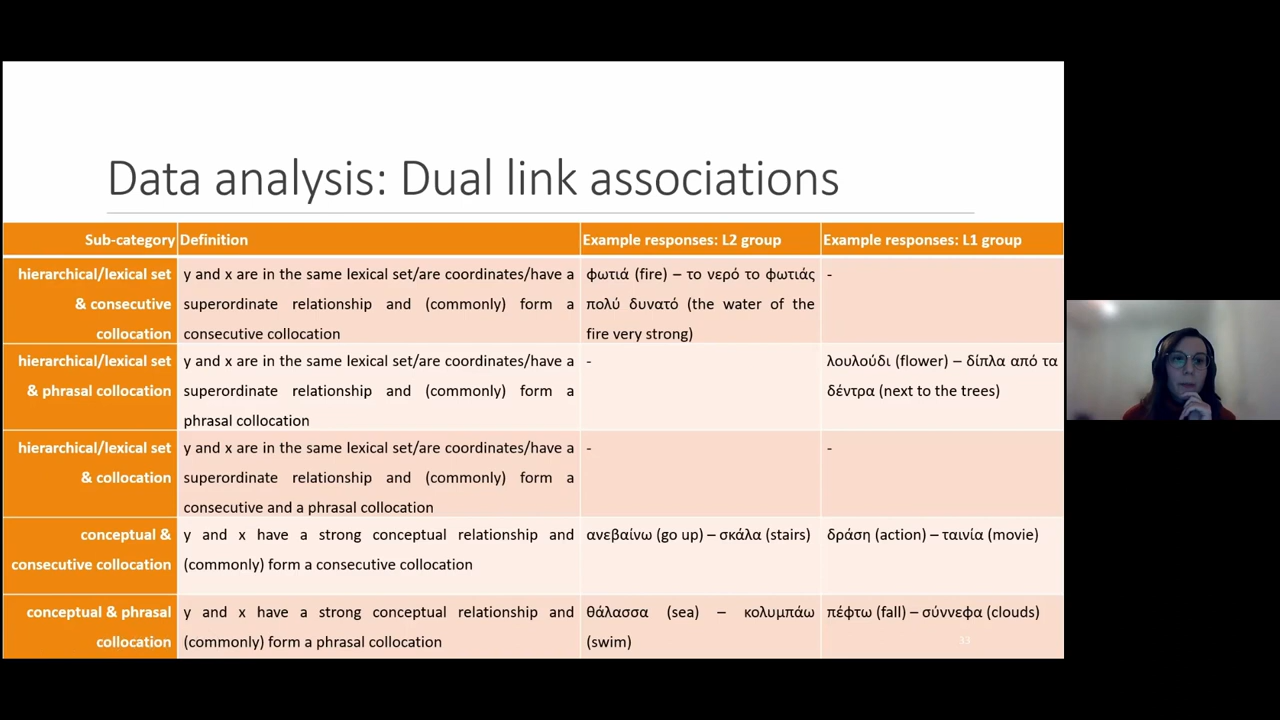 Data analysis: Dual link associations
Sub-category Definition Example responses: L2 group Example responses: L1 group
hierarchical/lexical set
& consecutive
collocation
y and x are in the same lexical set/are coordinates/have a
superordinate relationship and (commonly) form a
consecutive collocation
φωτιά (fire) – το νερό το φωτιάς
πολύ δυνατό (the water of the
fire very strong)
-
hierarchical/lexical set
& phrasal collocation
y and x are in the same lexical set/are coordinates/have a
superordinate relationship and (commonly) form a
phrasal collocation
-
λουλούδι (flower) – δίπλα από τα
δέντρα (next to the trees)
hierarchical/lexical set
& collocation
y and x are in the same lexical set/are coordinates/have a
superordinate relationship and (commonly) form a
consecutive and a phrasal collocation
-
-
conceptual &
consecutive collocation
y and x have a strong conceptual relationship and
(commonly) form a consecutive collocation
ανεβαίνω (go up) – σκάλα (stairs)
δράση (action) – ταινία (movie)
conceptual & phrasal
collocation
y and x have a strong conceptual relationship and
(commonly) form a phrasal collocation
θάλασσα (sea) – κολυμπάω
(swim)
πέφτω (fall) – σύννεφα (clouds)
33